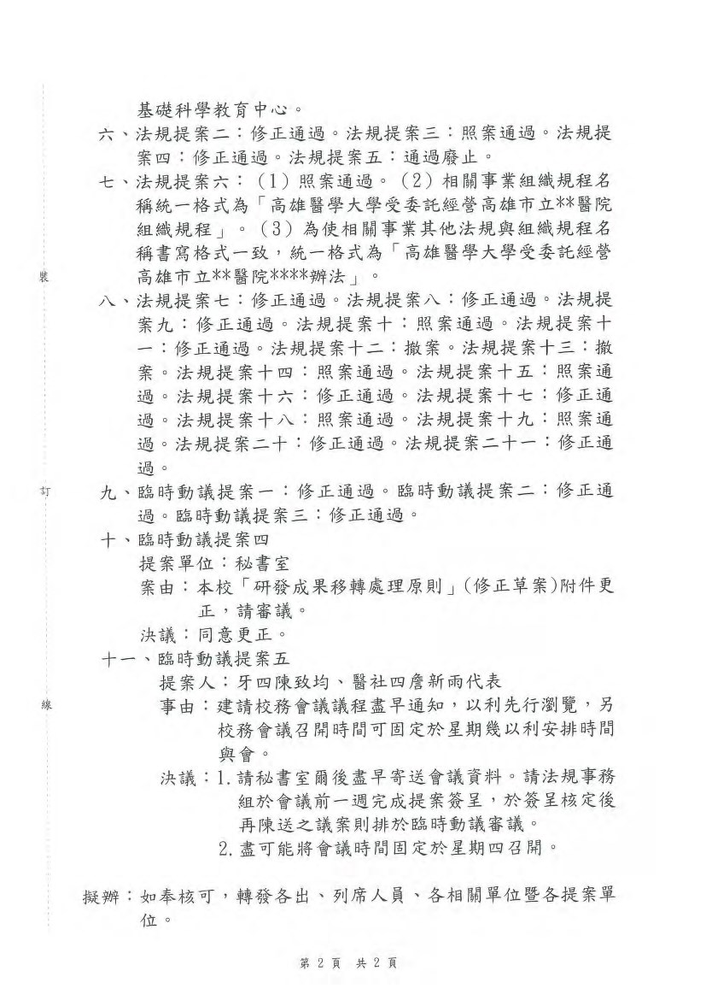 基礎科學教育中心。
六、法規提案二：修正通過。法規提案三：照案通過。法規提
案四：修正通過。法規提案五：通過廢止。
七、法規提案六：(1)照案通過。(2)相關事業組織規程名
稱統一格式為「高雄醫學大學受委託經營高雄市立**醫院
組織規程」。(3)為使相關事業其他法規與組織規程名
稱書寫格式一致，統一格式為「高雄醫學大學受委託經營
高雄市立**醫院****辦法」。
裝
八、法規提案七：修正通過。法規提案八：修正通過。法規提
案九：修正通過。法規提案十：照案通過。法規提案十
一：修正通過。法規提案十二：撤案。法規提案十三：撤
案。法規提案十四：照案通過。法規提案十五：照案通
過。法規提案十六：修正通過。法規提案十七：修正通
過。法規提案十八：照案通過。法規提案十九：照案通
過。法規提案二十：修正通過。法規提案二十一：修正通
過。
訂
九、臨時動議提案一：修正通過。臨時動議提案二：修正通
過。臨時動議提案三：修正通過。
十、臨時動議提案四
提案單位：秘書室
案由：本校「研發成果移轉處理原則」(修正草案)附件更
正，請審議。
決議：同意更正。
十一、臨時動議提案五
提案人：牙四陳致均、醫社四詹新雨代表
線
事由：建請校務會議議程盡早通知，以利先行瀏覽，另
校務會議召開時間可固定於星期幾以利安排時間
與會。
決議：1.請秘書室爾後盡早寄送會議資料。請法規事務
組於會議前一週完成提案簽呈，於簽呈核定後
再陳送之議案則排於臨時動議審議。
2.盡可能將會議時間固定於星期四召開。
擬辦：如奉核可，轉發各出、列席人員、各相關單位暨各提案單
位。
第 2 頁 共 2 頁